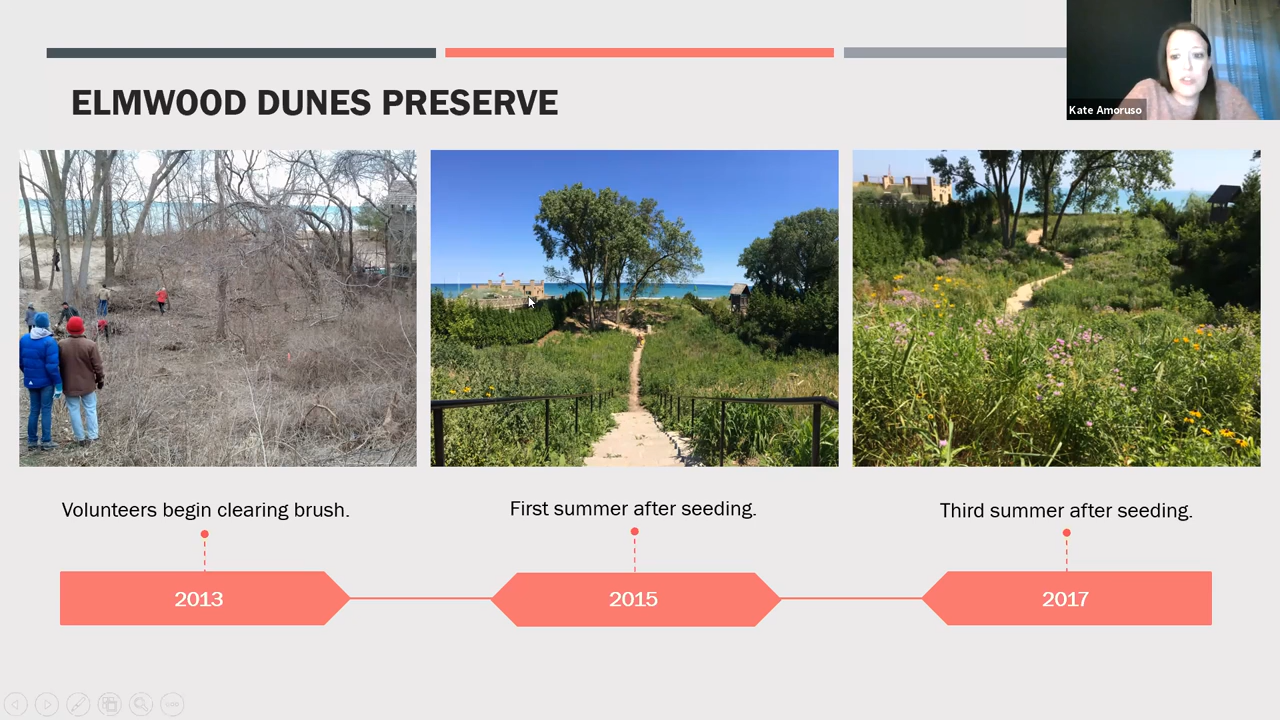 ELMWOOD DUNES PRESERVE
Kate Amoruso
Volunteers begin clearing brush.
First summer after seeding.
Third summer after seeding.
2013
2015
2017